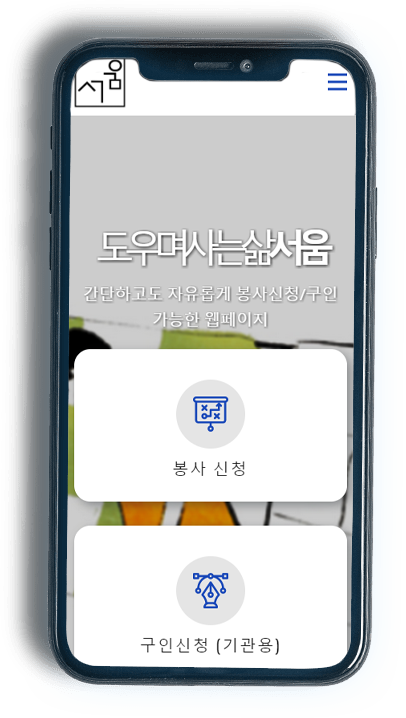 서움
도우며사는삶서움
간단하고도 자유롭게 봉사신청/구인
가능한 웹페이지
봉사 신청
구인신청 (기관용)